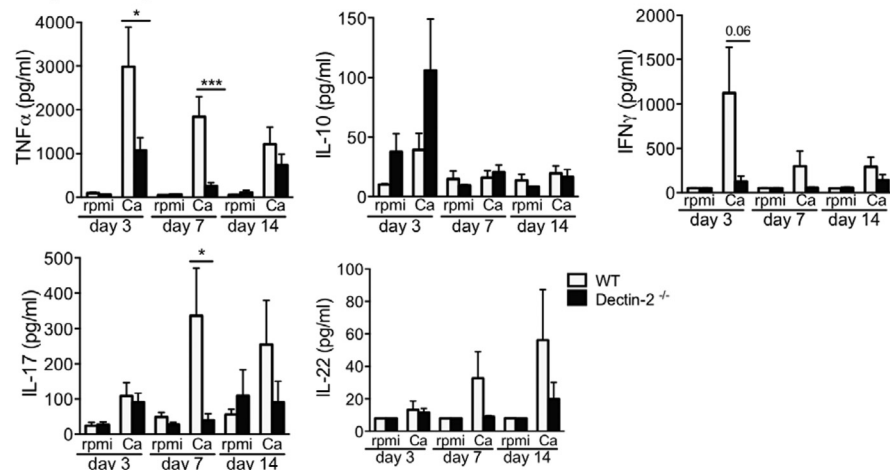 TNFα (pg/ml)
4000
3000
2000
1000
0
*
***
rpmi Ca rpmi Ca rpmi Ca
day 3 day 7 day 14
IL-10 (pg/ml)
150
100
50
0
rpmi Ca rpmi Ca rpmi Ca
day 3 day 7 day 14
IFNγ (pg/ml)
2000
1500
1000
500
0
0.06
rpmi Ca rpmi Ca rpmi Ca
day 3 day 7 day 14
IL-17 (pg/ml)
500
400
300
200
100
0
*
rpmi Ca rpmi Ca rpmi Ca
day 3 day 7 day 14
IL-22 (pg/ml)
100
80
60
40
20
0
rpmi Ca rpmi Ca rpmi Ca
day 3 day 7 day 14
WT
Dectin-2 -/-